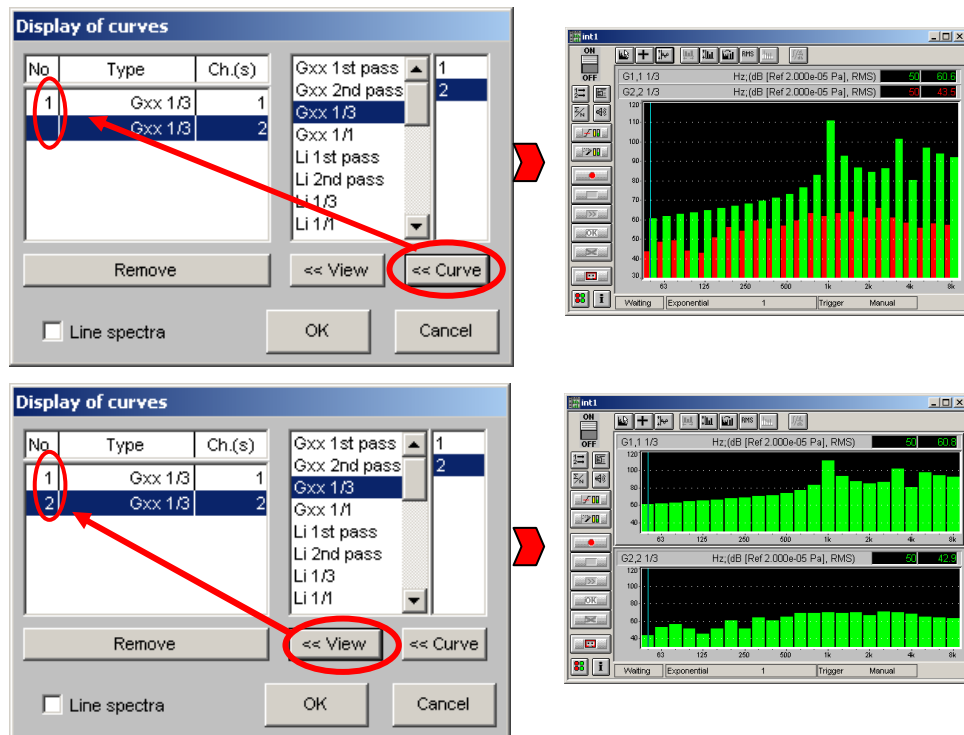 Display of curves
No Type Ch.(s)
1 Gxx 1/3 1
Gxx 1/3 2
Gxx 1st pass
Gxx 2nd pass
Gxx 1/3
Gxx 1/1
Li 1st pass
Li 2nd pass
Li 1/3
Li 1/1
1
2
Remove
<< View
<< Curve
Line spectra
OK
Cancel
int1
ON
OFF
RMS
G1,1 1/3 Hz;(dB [Ref 2.000e-05 Pa], RMS) 50 60.6
G2,2 1/3 Hz;(dB [Ref 2.000e-05 Pa], RMS) 50 43.5
120
110
100
90
80
70
60
50
40
30
63 125 250 500 1k 2k 4k 8k
OK
Waiting Exponential 1 Trigger Manual
Display of curves
No Type Ch.(s)
1 Gxx 1/3 1
2 Gxx 1/3 2
Gxx 1st pass
Gxx 2nd pass
Gxx 1/3
Gxx 1/1
Li 1st pass
Li 2nd pass
Li 1/3
Li 1/1
1
2
Remove
<< View
<< Curve
Line spectra
OK
Cancel
int1
ON
OFF
RMS
G1,1 1/3 Hz;(dB [Ref 2.000e-05 Pa], RMS) 50 60.8
120
100
80
60
40
63 125 250 500 1k 2k 4k 8k
G2,2 1/3 Hz;(dB [Ref 2.000e-05 Pa], RMS) 50 42.9
120
100
80
60
40
63 125 250 500 1k 2k 4k 8k
OK
Waiting Exponential 1 Trigger Manual